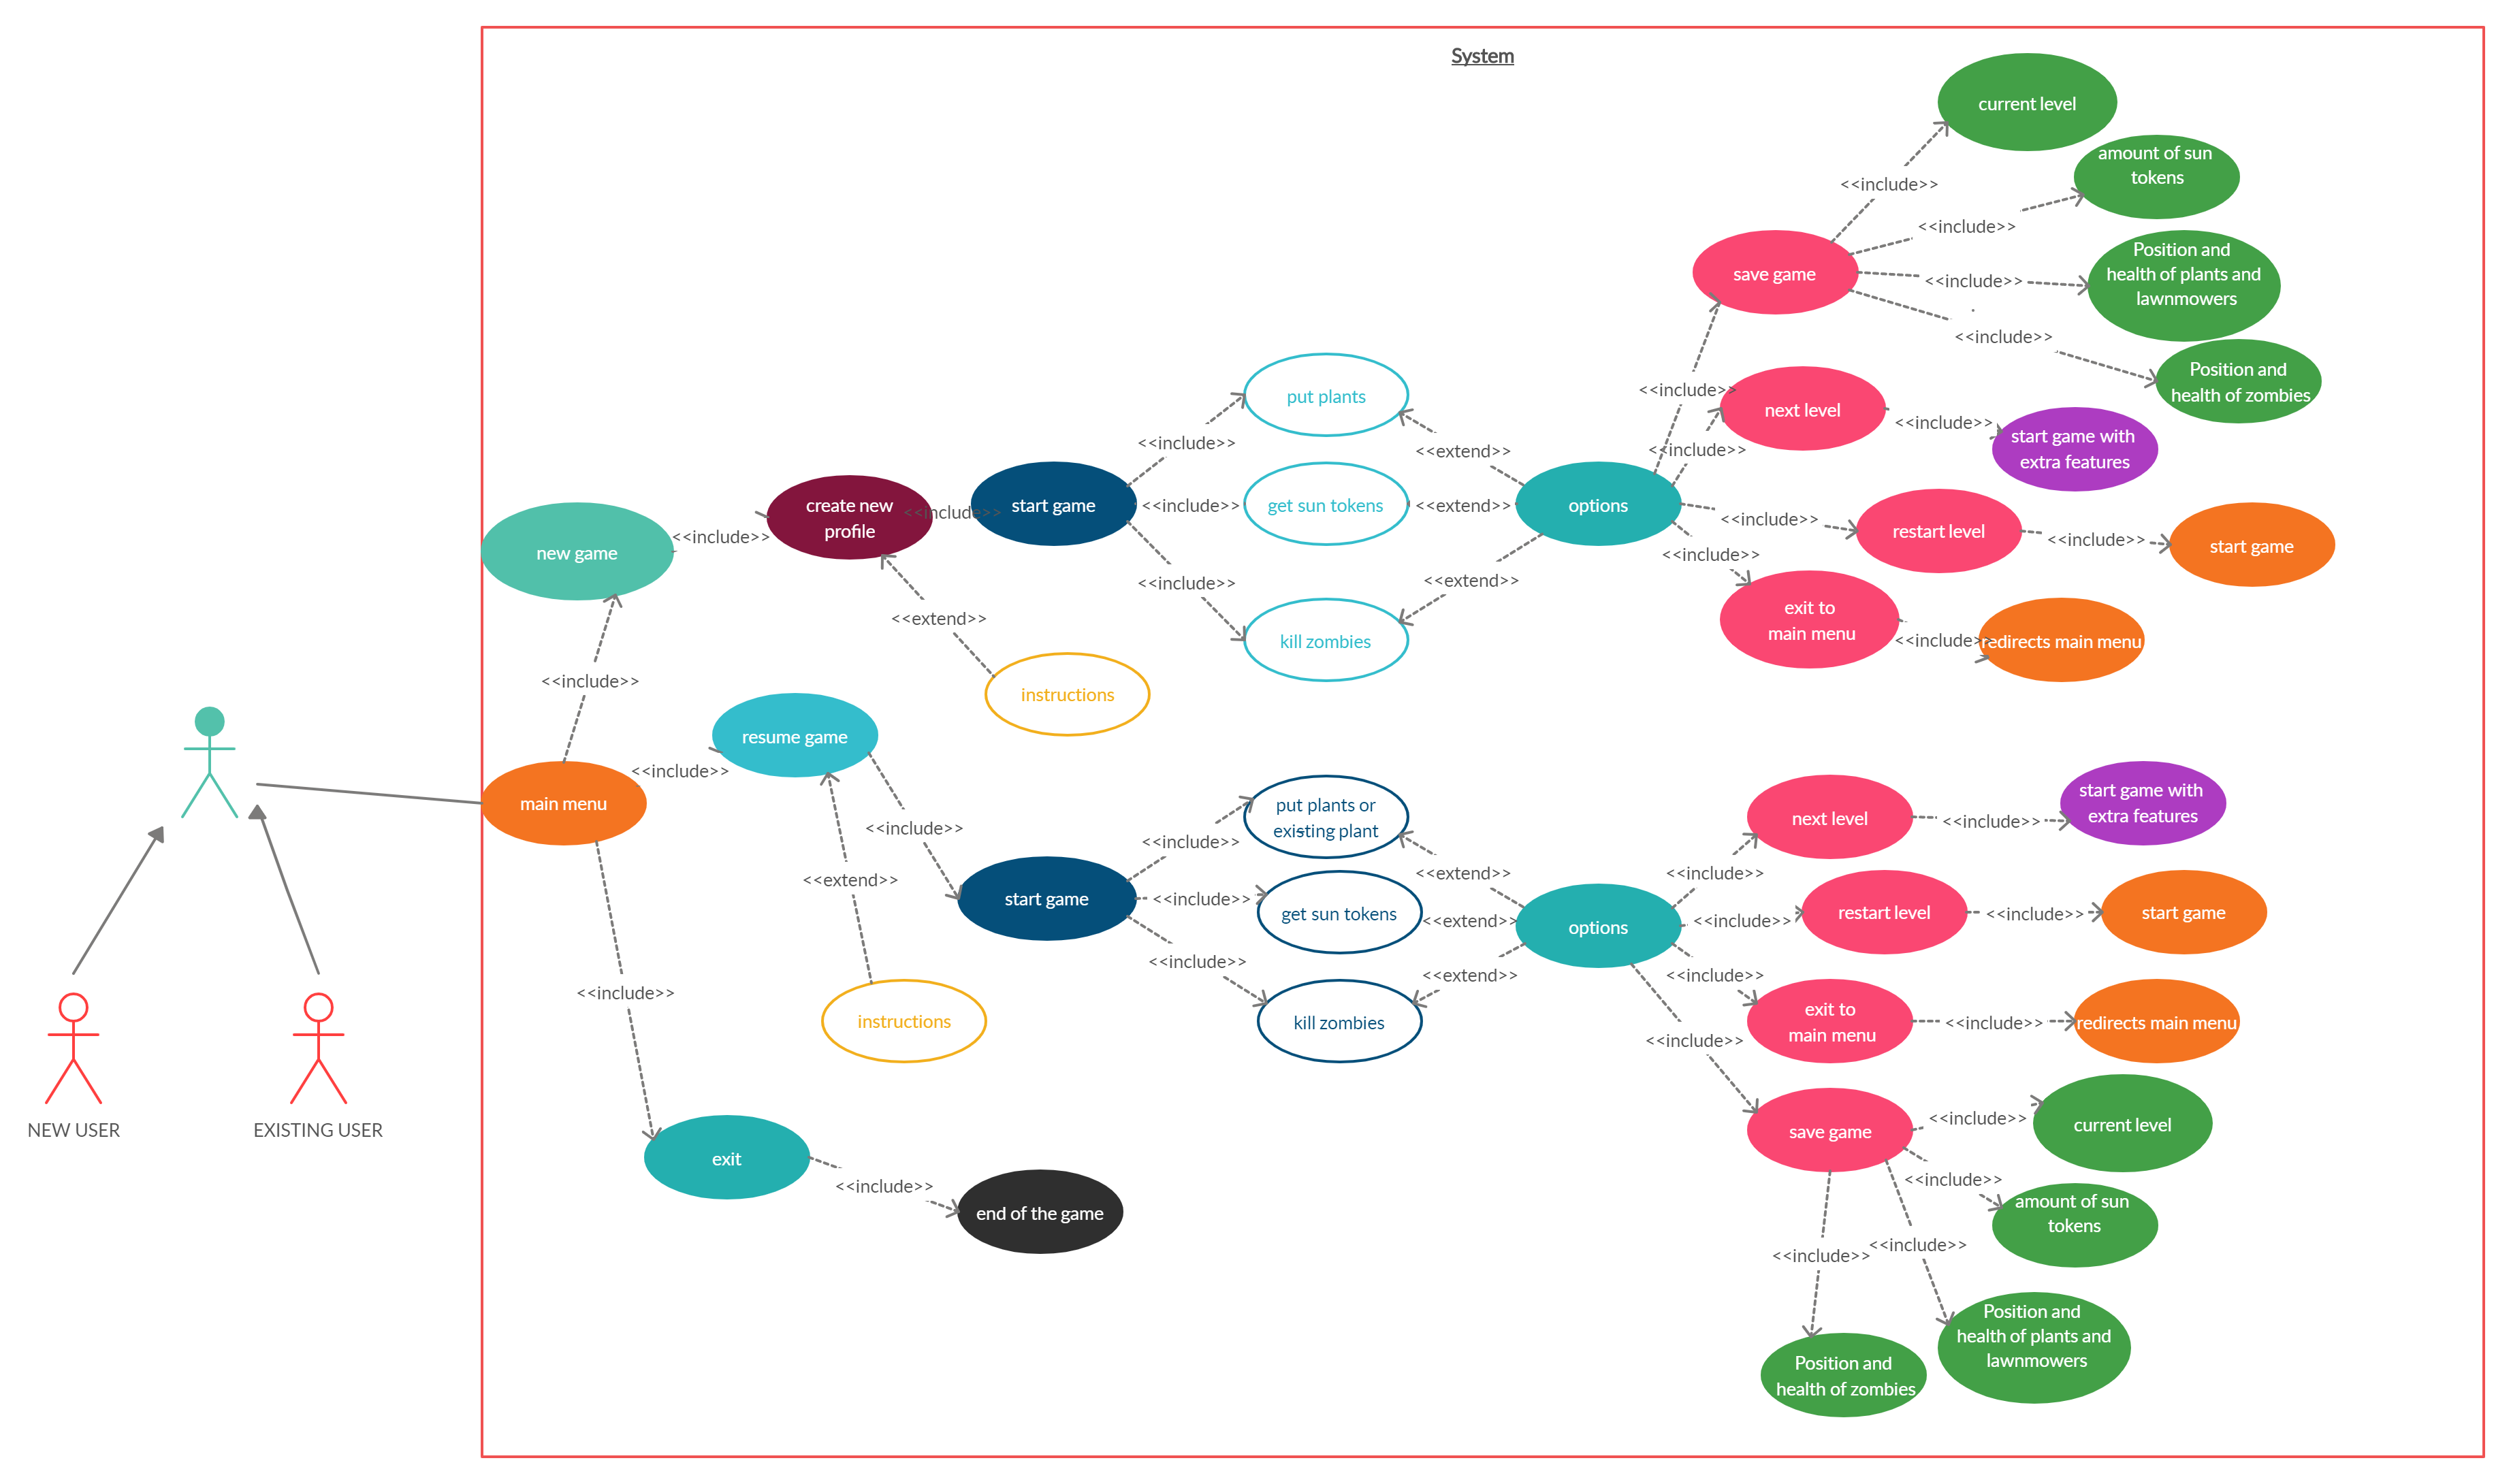 System
current level
amount of sun
tokens
<<include>>
<<include>>
Position and
health of plants and
lawnmowers
save game
<<include>>
<<include>>
Position and
health of zombies
put plants
<<include>>
next level
<<include>>
start game with
extra features
<<include>>
<<extend>>
<<include>>
create new
profile
<<include>>
start game
<<include>>
get sun tokens
<<extend>>
options
<<include>>
restart level
<<include>>
start game
new game
<<include>>
<<include>>
<<include>>
<<extend>>
exit to
main menu
<<extend>>
kill zombies
<<include>>
redirects main menu
<<include>>
instructions
resume game
<<include>>
main menu
put plants or
existing plant
next level
<<include>>
start game with
extra features
<<include>>
<<include>>
<<extend>>
<<include>>
<<extend>>
start game
<<include>>
get sun tokens
<<extend>>
options
<<include>>
restart level
<<include>>
start game
<<include>>
<<extend>>
<<include>>
<<include>>
instructions
kill zombies
exit to
main menu
<<include>>
redirects main menu
<<include>>
NEW USER
EXISTING USER
save game
<<include>>
current level
exit
<<include>>
end of the game
<<include>>
amount of sun
tokens
<<include>>
<<include>>
Position and
health of plants and
lawnmowers
Position and
health of zombies